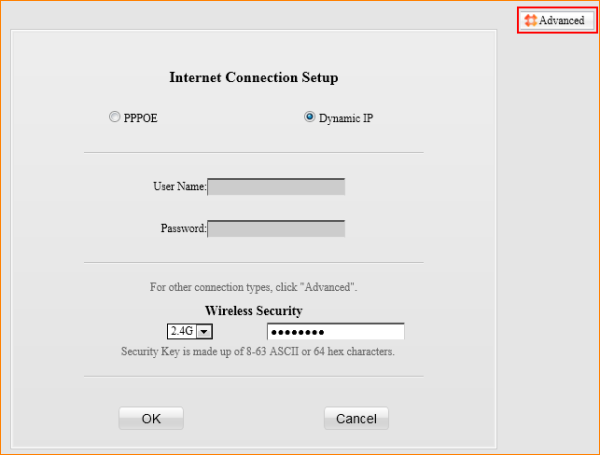 Advanced
Internet Connection Setup
PPPOE Dynamic IP
User Name:
Password:
For other connection types, click "Advanced".
Wireless Security
2.4G ●●●●●●●●
Security Key is made up of 8-63 ASCII or 64 hex characters.
OK Cancel